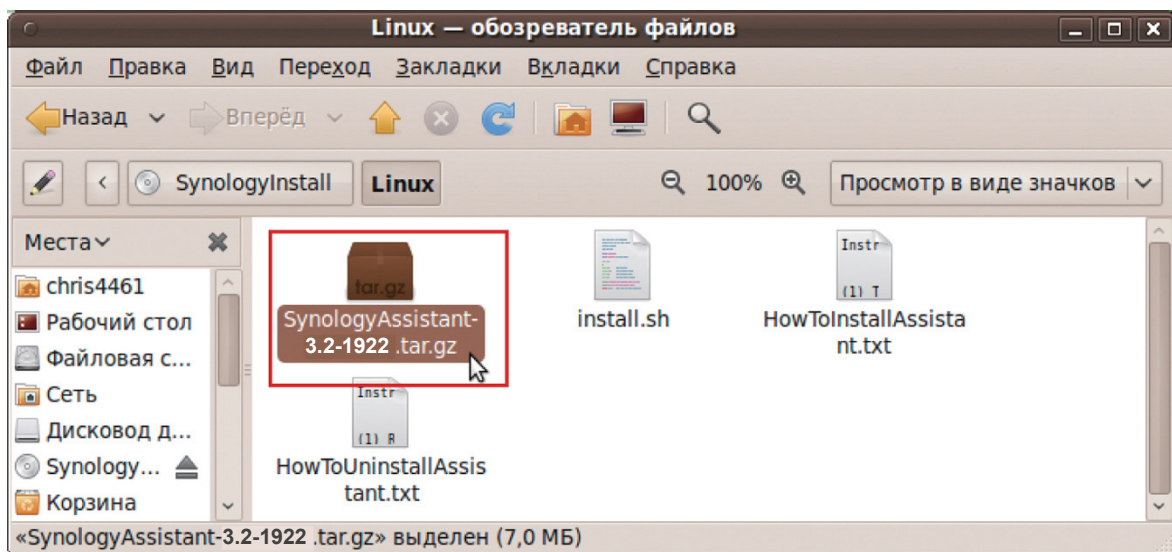 Linux — обозреватель файлов
Файл Правка Вид Переход Закладки Вкладки Справка
Назад Вперёд
SynologyInstall Linux 100% Просмотр в виде значков
Места
chris4461
Рабочий стол
Файловая с...
Сеть
Дисковод д...
Synology...
Корзина
tar.gz
SynologyAssistant-
3.2-1922 .tar.gz
install.sh
Instr
(1) T
HowToInstallAssista
nt.txt
Instr
(1) R
HowToUninstallAssis
tant.txt
«SynologyAssistant-3.2-1922 .tar.gz» выделен (7,0 МБ)